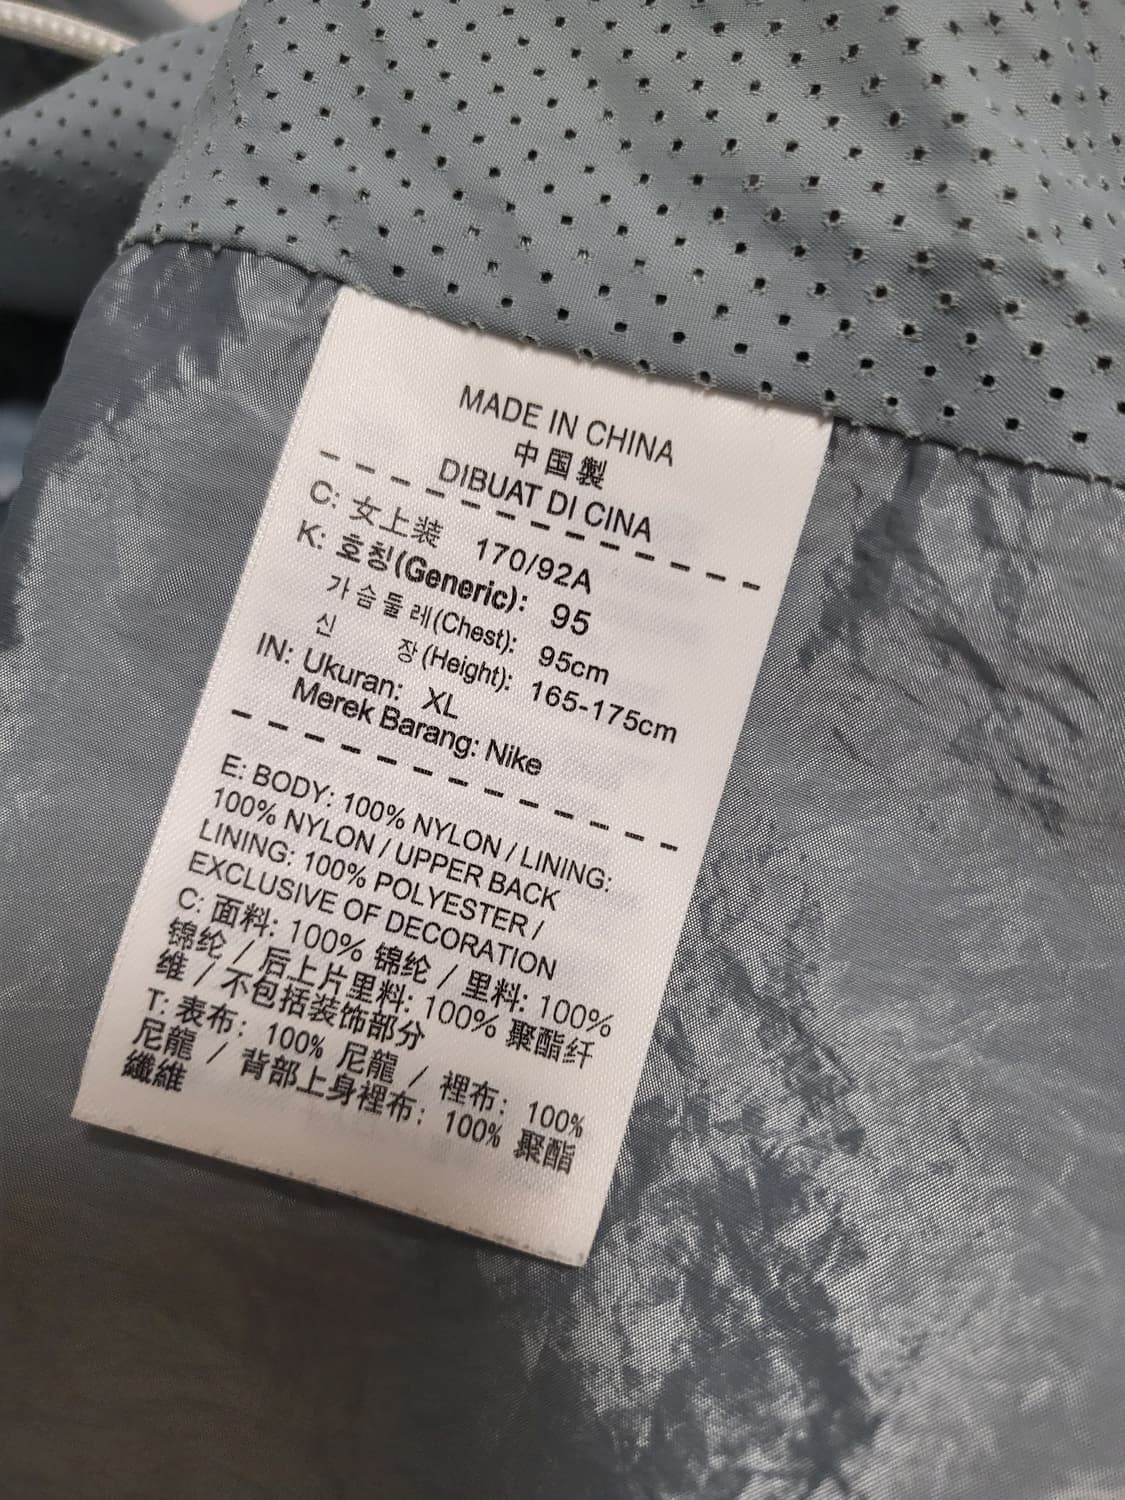 MADE IN CHINA
中国製
DIBUAT DI CINA
C: 女上装 170/92A
K: 호칭(Generic): 95
가슴둘레(Chest): 95cm
신 장(Height): 165-175cm
IN: Ukuran: XL
Merek Barang: Nike
E: BODY: 100% NYLON / LINING:
100% NYLON / UPPER BACK
LINING: 100% POLYESTER /
EXCLUSIVE OF DECORATION
C: 面料: 100% 锦纶 / 里料: 100%
锦纶 / 后上片里料: 100% 聚酯纤
维 / 不包括装饰部分
T: 表布: 100% 尼龍 / 裡布: 100%
尼龍 / 背部上身裡布: 100% 聚酯
纖維